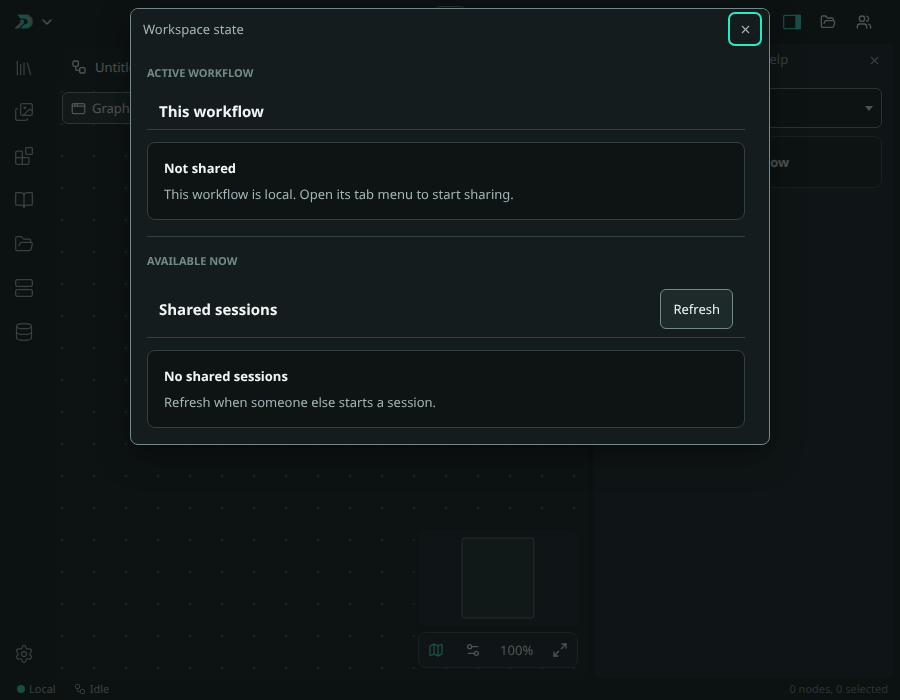 Workspace state
ACTIVE WORKFLOW
This workflow
Not shared
This workflow is local. Open its tab menu to start sharing.
AVAILABLE NOW
Shared sessions
Refresh
No shared sessions
Refresh when someone else starts a session.
Untitl
elp
Graph
ow
100%
Local
Idle
0 nodes, 0 selected